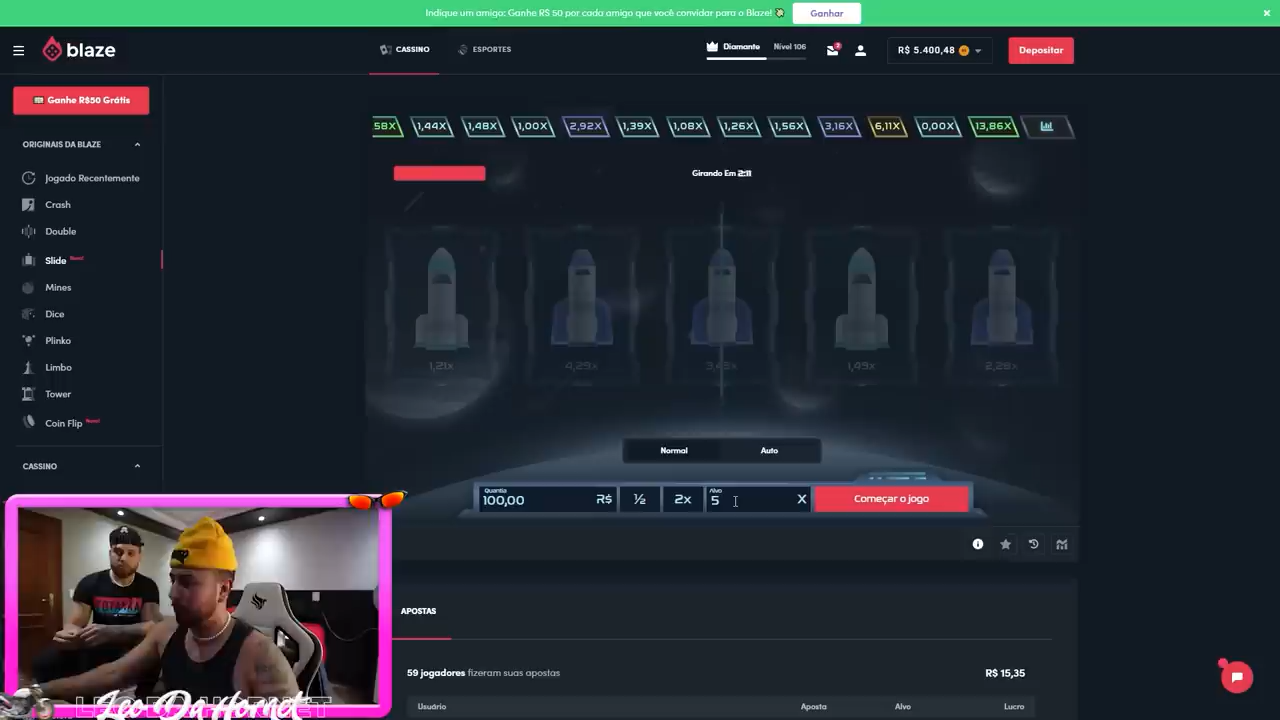 Indique um amigo: Ganhe R$ 50 por cada amigo que você convidar para o Blaze!
Ganhar
blaze
CASSINO
ESPORTES
Diamante
Nível 106
R$ 5.400,48
Depositar
Ganhe R$50 Grátis
ORIGINAIS DA BLAZE
Jogado Recentemente
Crash
Double
Slide
Mines
Dice
Plinko
Limbo
Tower
Coin Flip
CASSINO
58X 1,44X 1,48X 1,00X 2,92X 1,39X 1,08X 1,26X 1,56X 3,16X 6,11X 0,00X 13,86X
Girando Em 2:11
1,21x 4,29x 3,43x 1,49x 2,28x
Normal Auto
Quantia
100,00 R$ ½ 2x
Alvo
5 X
Começar o jogo
APOSTAS
59 jogadores fizeram suas apostas R$ 15,35
Usuário Aposta Alvo Lucro
Leo Da Hornet